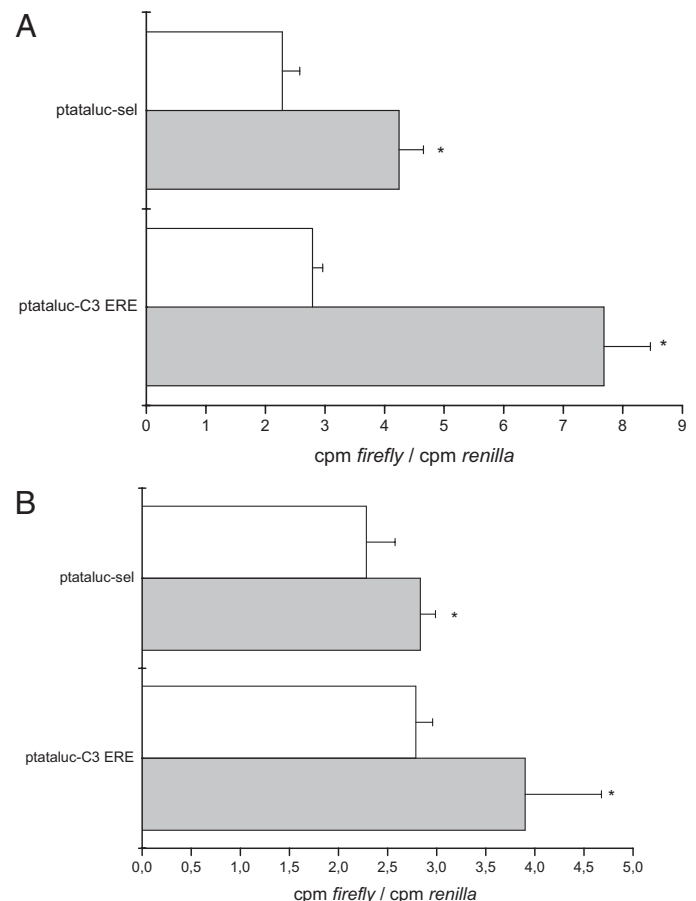 A
ptataluc-sel
*
ptataluc-C3 ERE
*
0 1 2 3 4 5 6 7 8 9
cpm firefly / cpm renilla
B
ptataluc-sel
*
ptataluc-C3 ERE
*
0,0 0,5 1,0 1,5 2,0 2,5 3,0 3,5 4,0 4,5 5,0
cpm firefly / cpm renilla